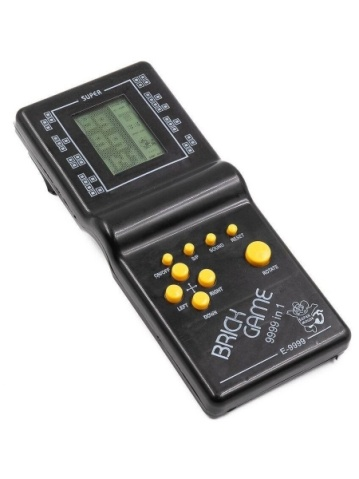 SUPER
ON/OFF
S/P
SOUND
RESET
ROTATE
LEFT
RIGHT
DOWN
BRICK
GAME
9999 in 1
E-9999